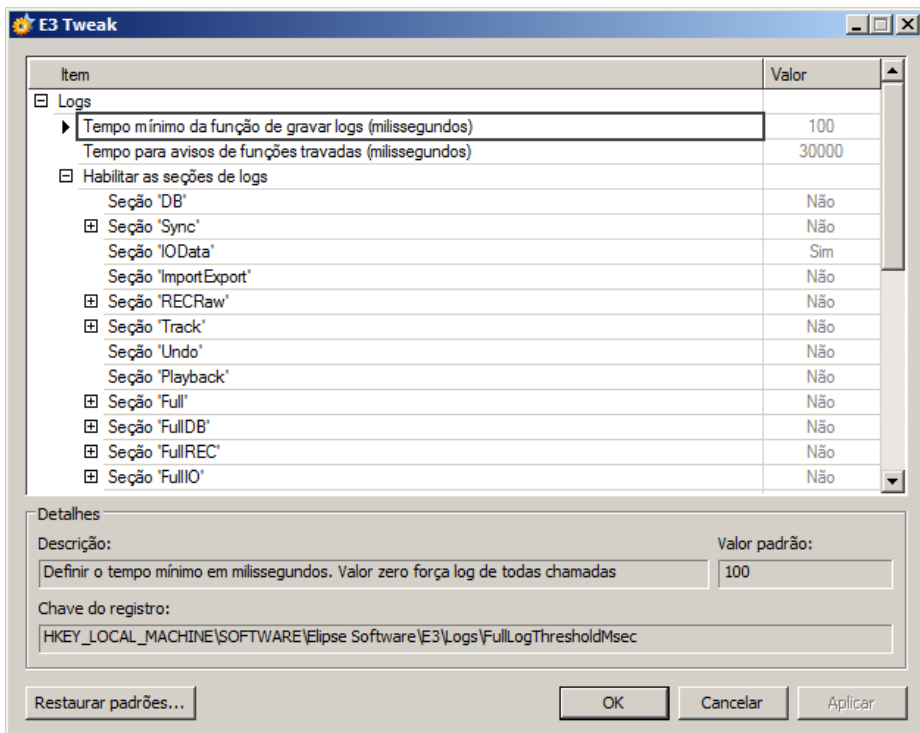 E3 Tweak
Item Valor
Logs
Tempo mínimo da função de gravar logs (milissegundos) 100
Tempo para avisos de funções travadas (milissegundos) 30000
Habilitar as seções de logs
Seção 'DB' Não
Seção 'Sync' Não
Seção 'IOData' Sim
Seção 'ImportExport' Não
Seção 'RECRaw' Não
Seção 'Track' Não
Seção 'Undo' Não
Seção 'Playback' Não
Seção 'Full' Não
Seção 'FullDB' Não
Seção 'FullREC' Não
Seção 'FullIO' Não
Detalhes
Descrição: Valor padrão:
Definir o tempo mínimo em milissegundos. Valor zero força log de todas chamadas 100
Chave do registro:
HKEY_LOCAL_MACHINE\SOFTWARE\Elipse Software\E3\Logs\FullLogThresholdMsec
Restaurar padrões... OK Cancelar Aplicar